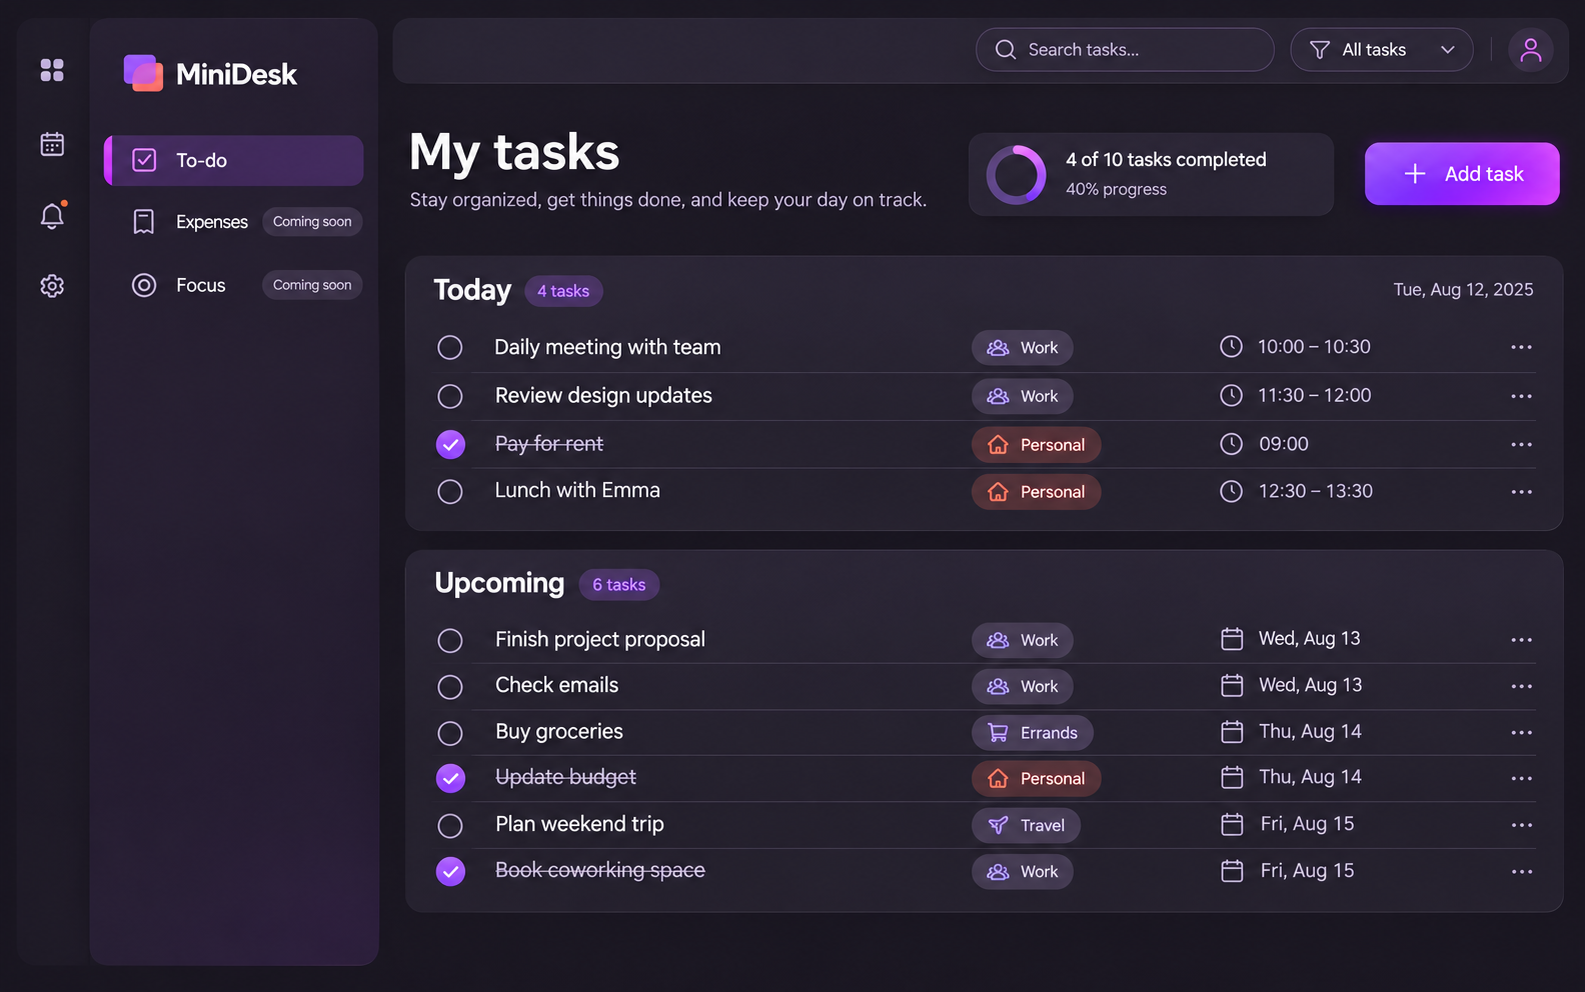 MiniDesk
To-do
Expenses Coming soon
Focus Coming soon
Search tasks...
All tasks
My tasks
Stay organized, get things done, and keep your day on track.
4 of 10 tasks completed
40% progress
Add task
Today 4 tasks Tue, Aug 12, 2025
Daily meeting with team Work 10:00 – 10:30
Review design updates Work 11:30 – 12:00
Pay for rent Personal 09:00
Lunch with Emma Personal 12:30 – 13:30
Upcoming 6 tasks
Finish project proposal Work Wed, Aug 13
Check emails Work Wed, Aug 13
Buy groceries Errands Thu, Aug 14
Update budget Personal Thu, Aug 14
Plan weekend trip Travel Fri, Aug 15
Book coworking space Work Fri, Aug 15